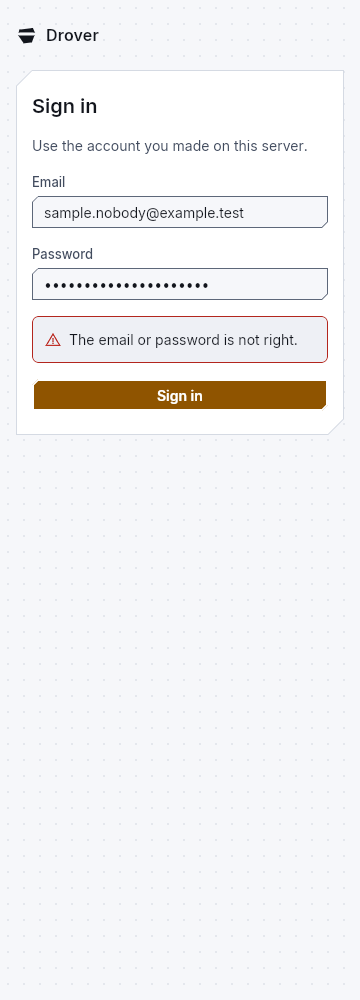 Drover
Sign in
Use the account you made on this server.
Email
sample.nobody@example.test
Password
•••••••••••••••••••••
The email or password is not right.
Sign in